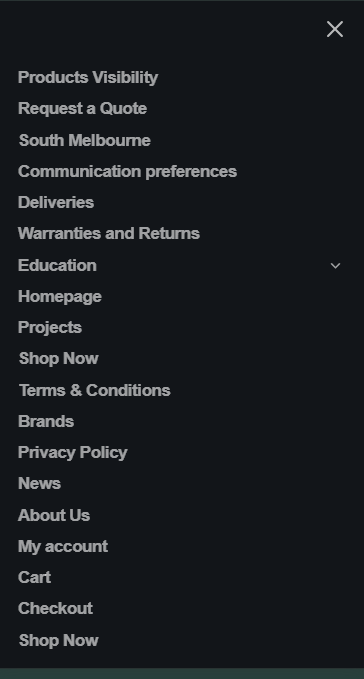 Products Visibility
Request a Quote
South Melbourne
Communication preferences
Deliveries
Warranties and Returns
Education
Homepage
Projects
Shop Now
Terms & Conditions
Brands
Privacy Policy
News
About Us
My account
Cart
Checkout
Shop Now